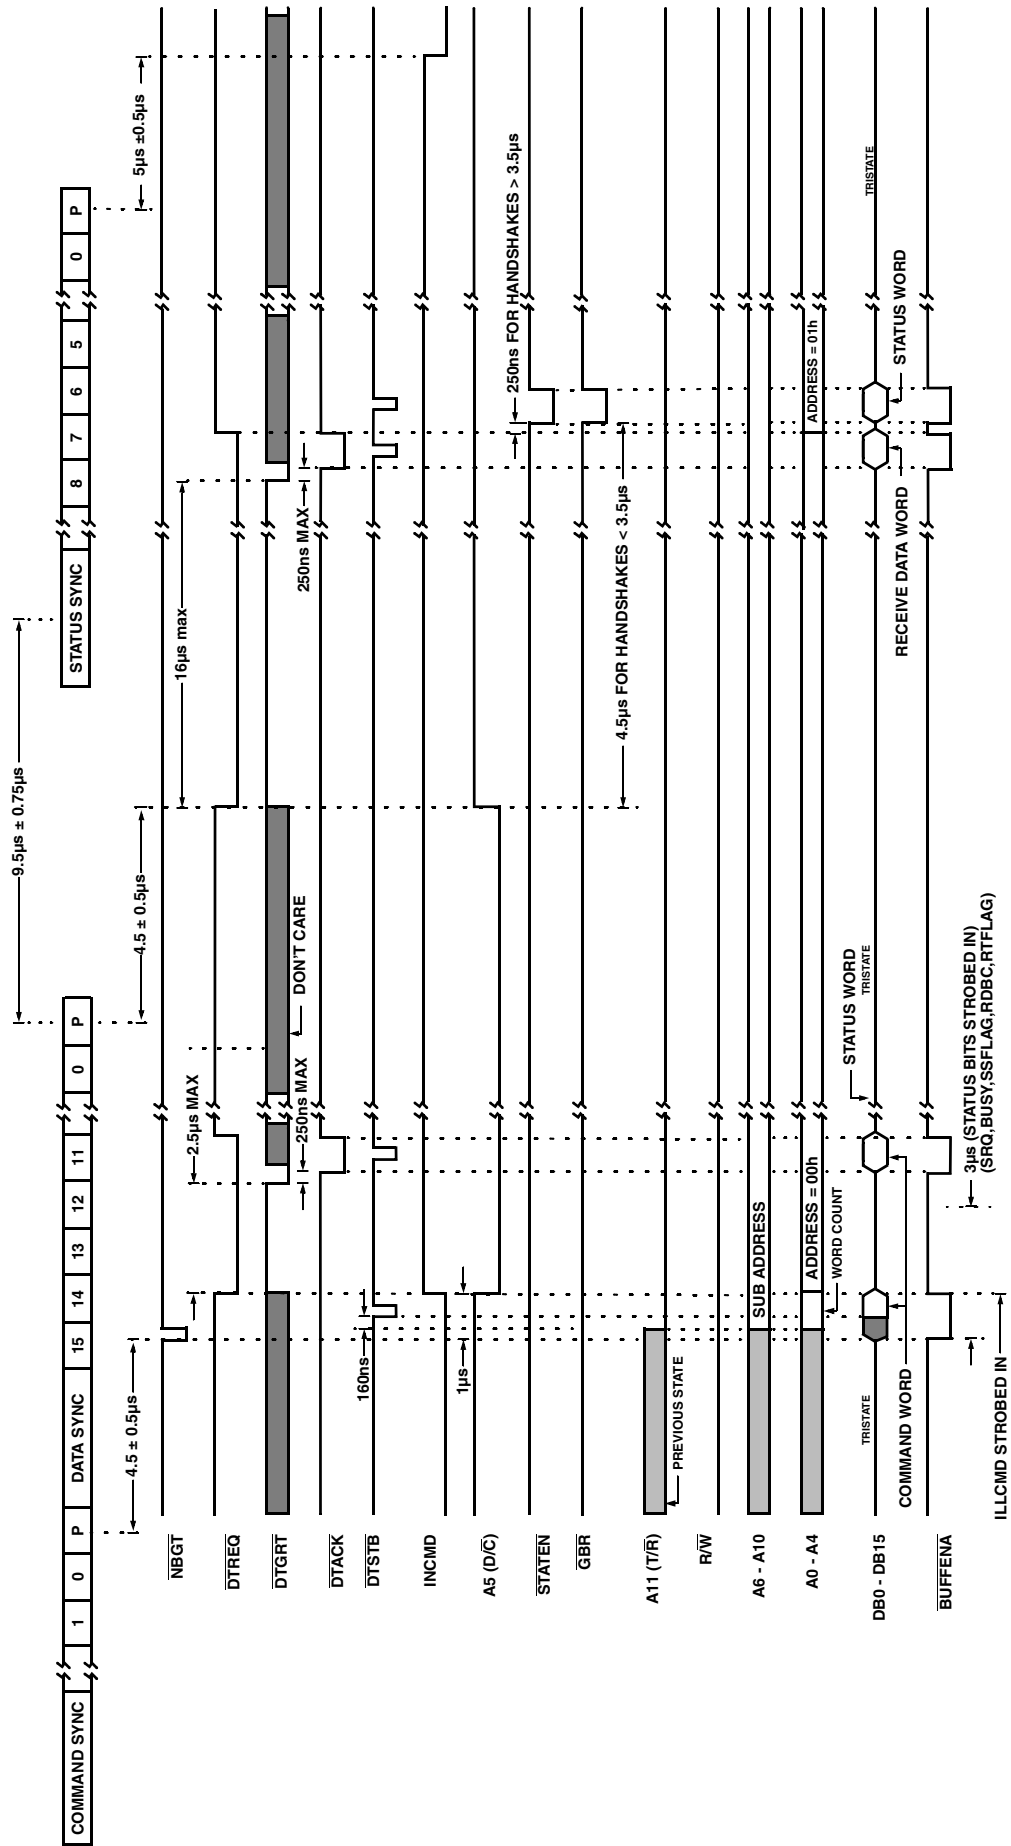 COMMAND SYNC 1 0 P DATA SYNC 15 14 13 12 11 0 P STATUS SYNC 8 7 6 5 0 P
9.5µs ± 0.75µs
4.5 ± 0.5µs
4.5 ± 0.5µs
5µs ±0.5µs
NBGT
2.5µs MAX
16µs max
DTREQ
DTGRT
DON'T CARE
250ns MAX
250ns MAX
DTACK
DTSTB
160ns
INCMD
1µs
A5 (D/C)
STATEN
250ns FOR HANDSHAKES > 3.5µs
GBR
4.5µs FOR HANDSHAKES < 3.5µs
A11 (T/R)
PREVIOUS STATE
R/W
A6 - A10
SUB ADDRESS
A0 - A4
ADDRESS = 00h
ADDRESS = 01h
WORD COUNT
STATUS WORD
TRISTATE
TRISTATE
TRISTATE
DB0 - DB15
COMMAND WORD
RECEIVE DATA WORD
STATUS WORD
BUFFENA
3µs (STATUS BITS STROBED IN)
(SRQ,BUSY,SSFLAG,RDBC,RTFLAG)
ILLCMD STROBED IN